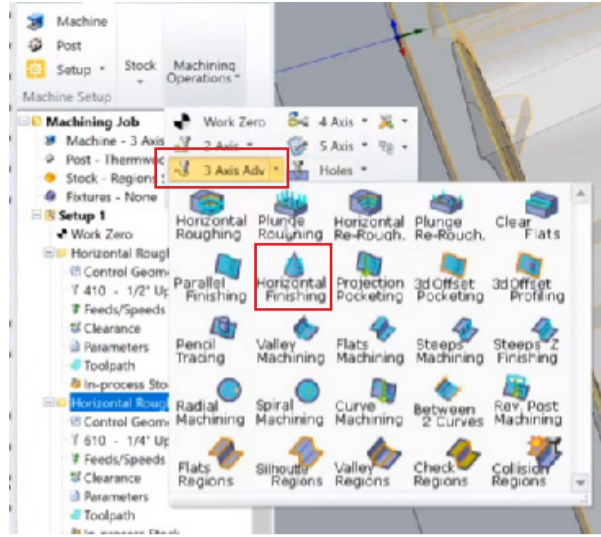 Machine
Post
Setup
Stock
Machining
Operations
Machine Setup
Machining Job
Machine - 3 Axis
Post - Thermwoo
Stock - Regions S
Fixtures - None
Setup 1
Work Zero
Horizontal Rough
Control Geom
410 - 1/2" Up
Feeds/Speeds
Clearance
Parameters
Toolpath
In-process Sto
Horizontal Rough
Control Geom
610 - 1/4" Up
Feeds/Speeds
Clearance
Parameters
Toolpath
In-process Stock
Work Zero
4 Axis
2 Axis
5 Axis
3 Axis Adv
Holes
Horizontal Roughing
Plunge Roughing
Horizontal Re-Rough.
Plunge Re-Rough.
Clear Flats
Parallel Finishing
Horizontal Finishing
Projection Pocketing
3d Offset Pocketing
3d Offset Profiling
Pencil Tracing
Valley Machining
Flats Machining
Steeps Machining
Steeps Z Finishing
Radial Machining
Spiral Machining
Curve Machining
Between 2 Curves
Rev. Post Machining
Flats Regions
Silhoutte Regions
Valley Regions
Check Regions
Collision Regions